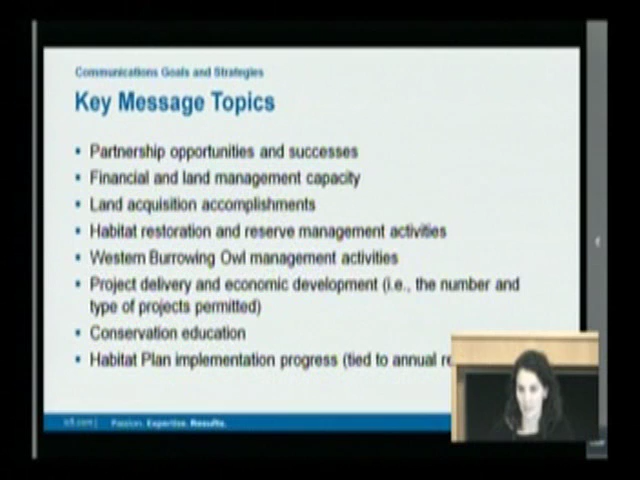 Communications Goals and Strategies
Key Message Topics
• Partnership opportunities and successes
• Financial and land management capacity
• Land acquisition accomplishments
• Habitat restoration and reserve management activities
• Western Burrowing Owl management activities
• Project delivery and economic development (i.e., the number and
type of projects permitted)
• Conservation education
• Habitat Plan implementation progress (tied to annual
Passion. Expertise. Results.